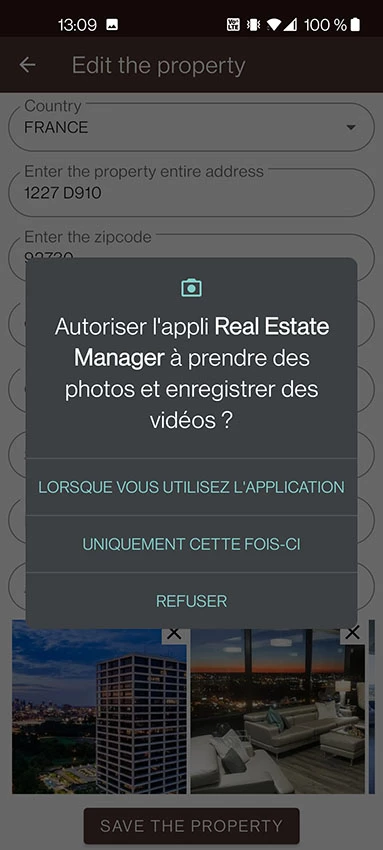 13:09
100 %
Edit the property
Country
FRANCE
Enter the property entire address
1227 D910
Enter the zipcode
Autoriser l'appli Real Estate
Manager à prendre des
photos et enregistrer des
vidéos ?
LORSQUE VOUS UTILISEZ L'APPLICATION
UNIQUEMENT CETTE FOIS-CI
REFUSER
SAVE THE PROPERTY